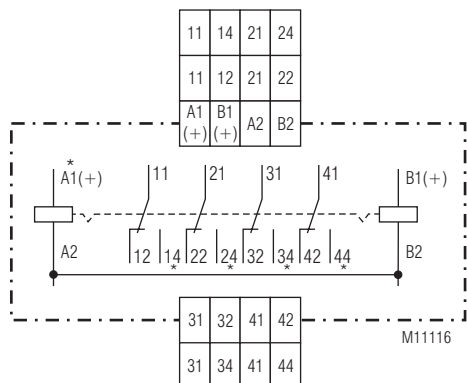 11 14 21 24
11 12 21 22
A1 (+) B1 (+) A2 B2
* A1(+) 11 21 31 41 B1(+)
A2 12 14 22 24 32 34 42 44 B2
* * * *
31 32 41 42
M11116
31 34 41 44